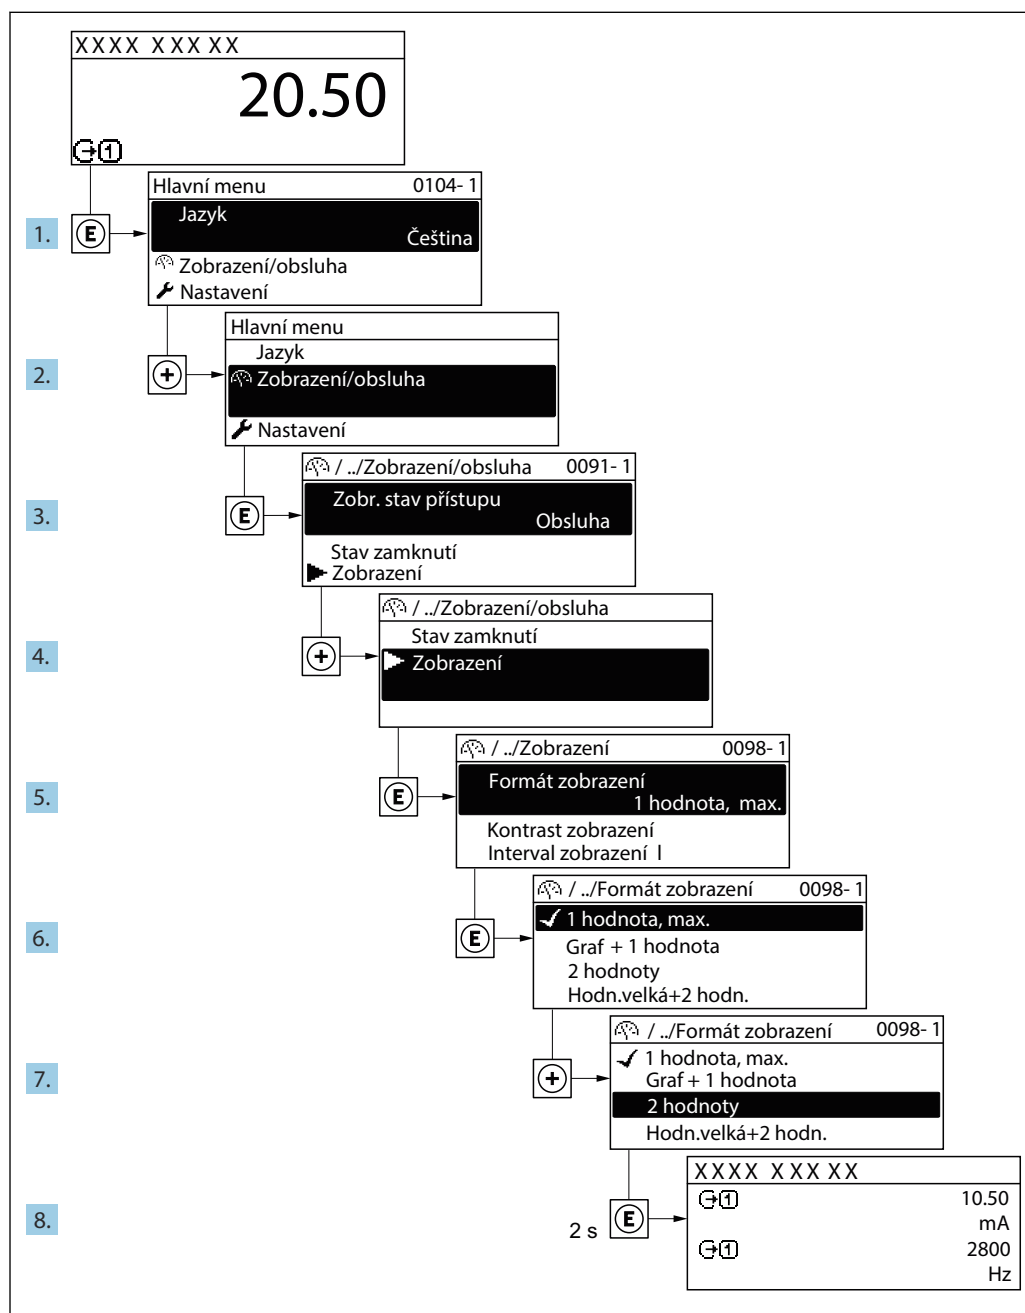 XXXX XXX XX
20.50
1
Hlavní menu 0104-1
Jazyk
Čeština
Zobrazení/obsluha
Nastavení
1.
E
Hlavní menu
Jazyk
Zobrazení/obsluha
Nastavení
2.
+
/ ../Zobrazení/obsluha 0091-1
Zobr. stav přístupu
Obsluha
Stav zamknutí
Zobrazení
3.
E
/ ../Zobrazení/obsluha
Stav zamknutí
Zobrazení
4.
+
/ ../Zobrazení 0098-1
Formát zobrazení
1 hodnota, max.
Kontrast zobrazení
Interval zobrazení I
5.
E
/ ../Formát zobrazení 0098-1
1 hodnota, max.
Graf + 1 hodnota
2 hodnoty
Hodn.velká+2 hodn.
6.
E
/ ../Formát zobrazení 0098-1
1 hodnota, max.
Graf + 1 hodnota
2 hodnoty
Hodn.velká+2 hodn.
7.
+
XXXX XXX XX
1 10.50
mA
1 2800
Hz
8.
2 s E